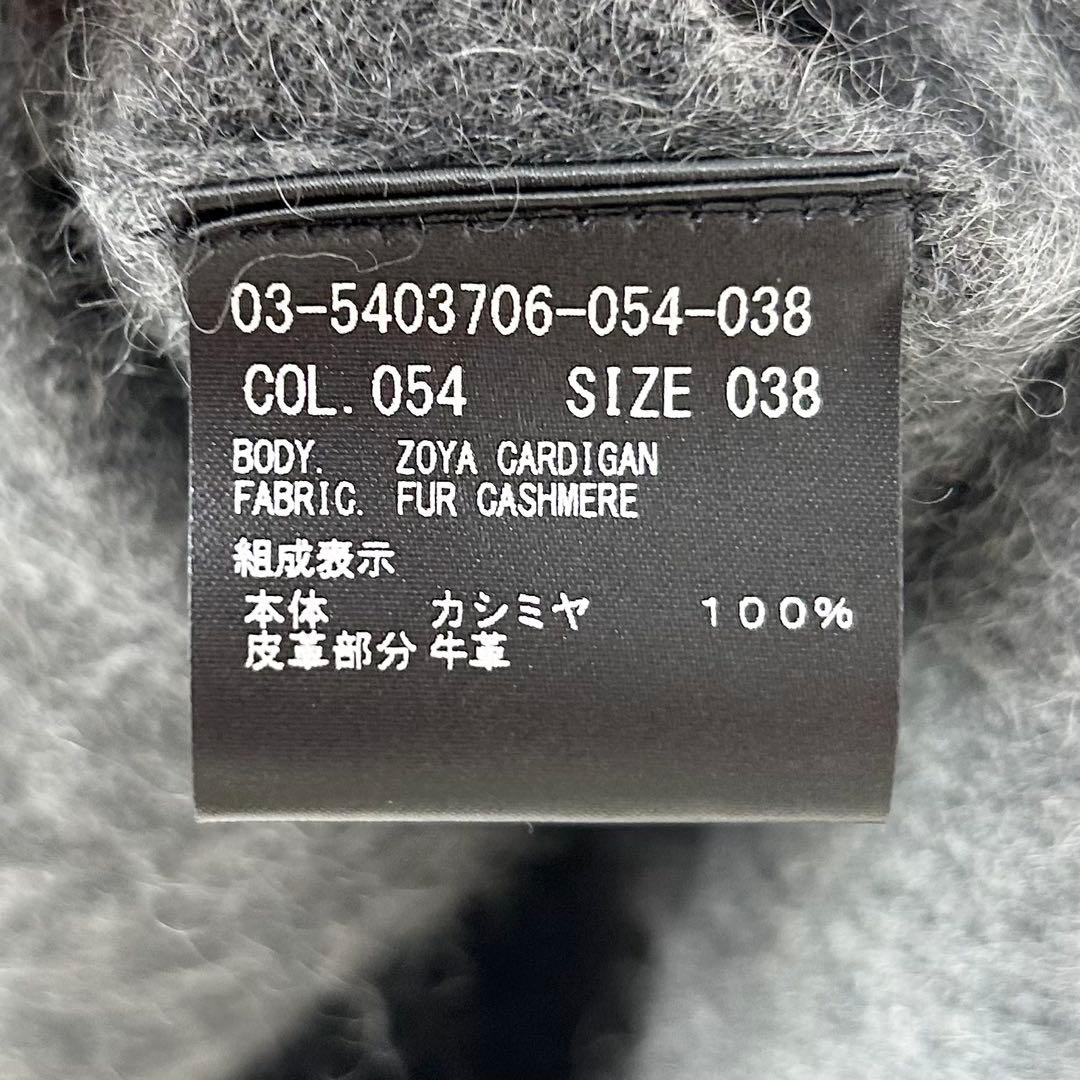 03-5403706-054-038
COL. 054 SIZE 038
BODY. ZOYA CARDIGAN
FABRIC. FUR CASHMERE
組成表示
本体 カシミヤ 100%
皮革部分 牛革